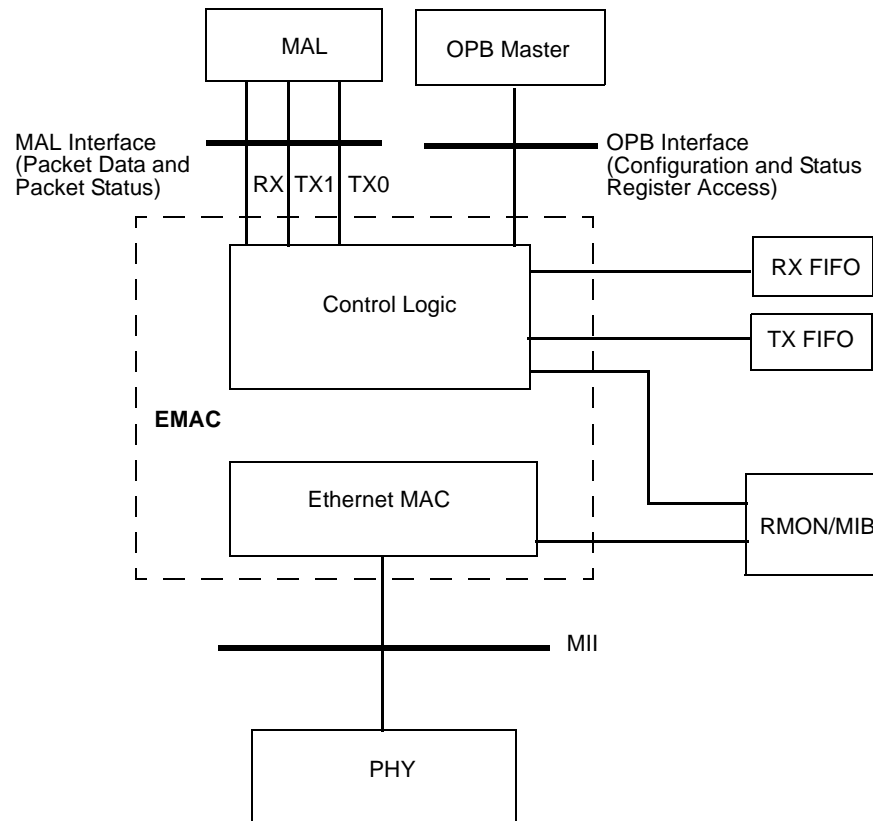 MAL
OPB Master
MAL Interface
(Packet Data and
Packet Status)
OPB Interface
(Configuration and Status
Register Access)
RX TX1 TX0
RX FIFO
Control Logic
TX FIFO
EMAC
Ethernet MAC
RMON/MIB
MII
PHY